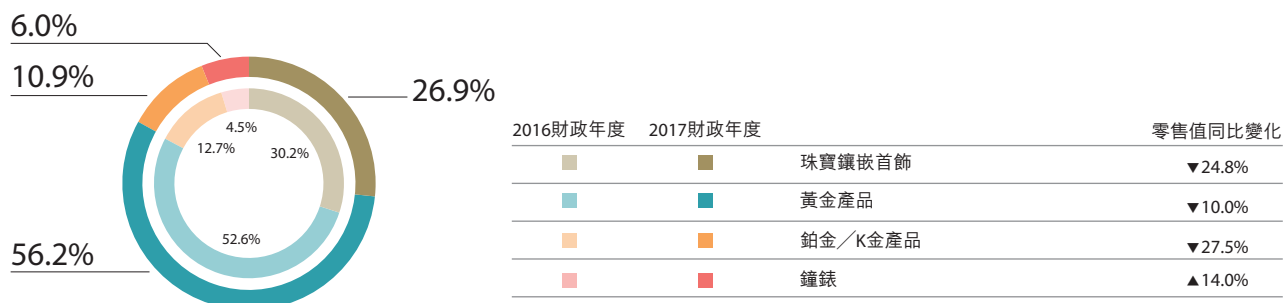 6.0%
10.9%
26.9%
4.5%
12.7%
30.2%
52.6%
56.2%
2016財政年度 2017財政年度 零售值同比變化
珠寶鑲嵌首飾 ▼24.8%
黃金產品 ▼10.0%
鉑金／K金產品 ▼27.5%
鐘錶 ▲14.0%